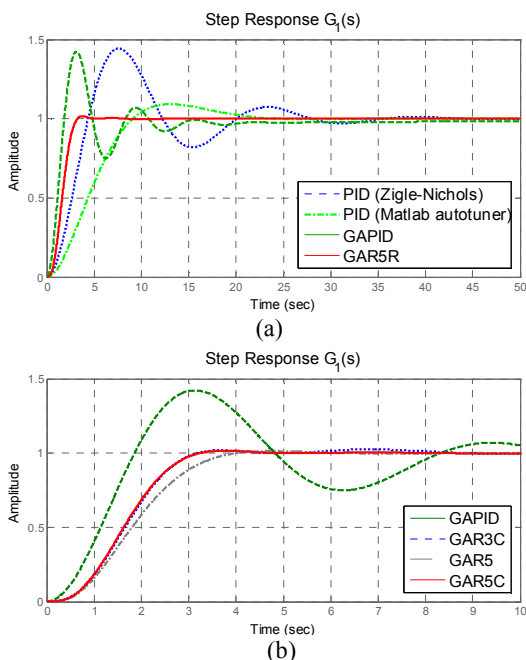 Step Response G₁(s)
Amplitude
1.5
1
0.5
0
PID (Zigle-Nichols)
PID (Matlab autotuner)
GAPID
GAR5R
0 5 10 15 20 25 30 35 40 45 50
Time (sec)
(a)
Step Response G₁(s)
Amplitude
1.5
1
0.5
0
GAPID
GAR3C
GAR5
GAR5C
0 1 2 3 4 5 6 7 8 9 10
Time (sec)
(b)